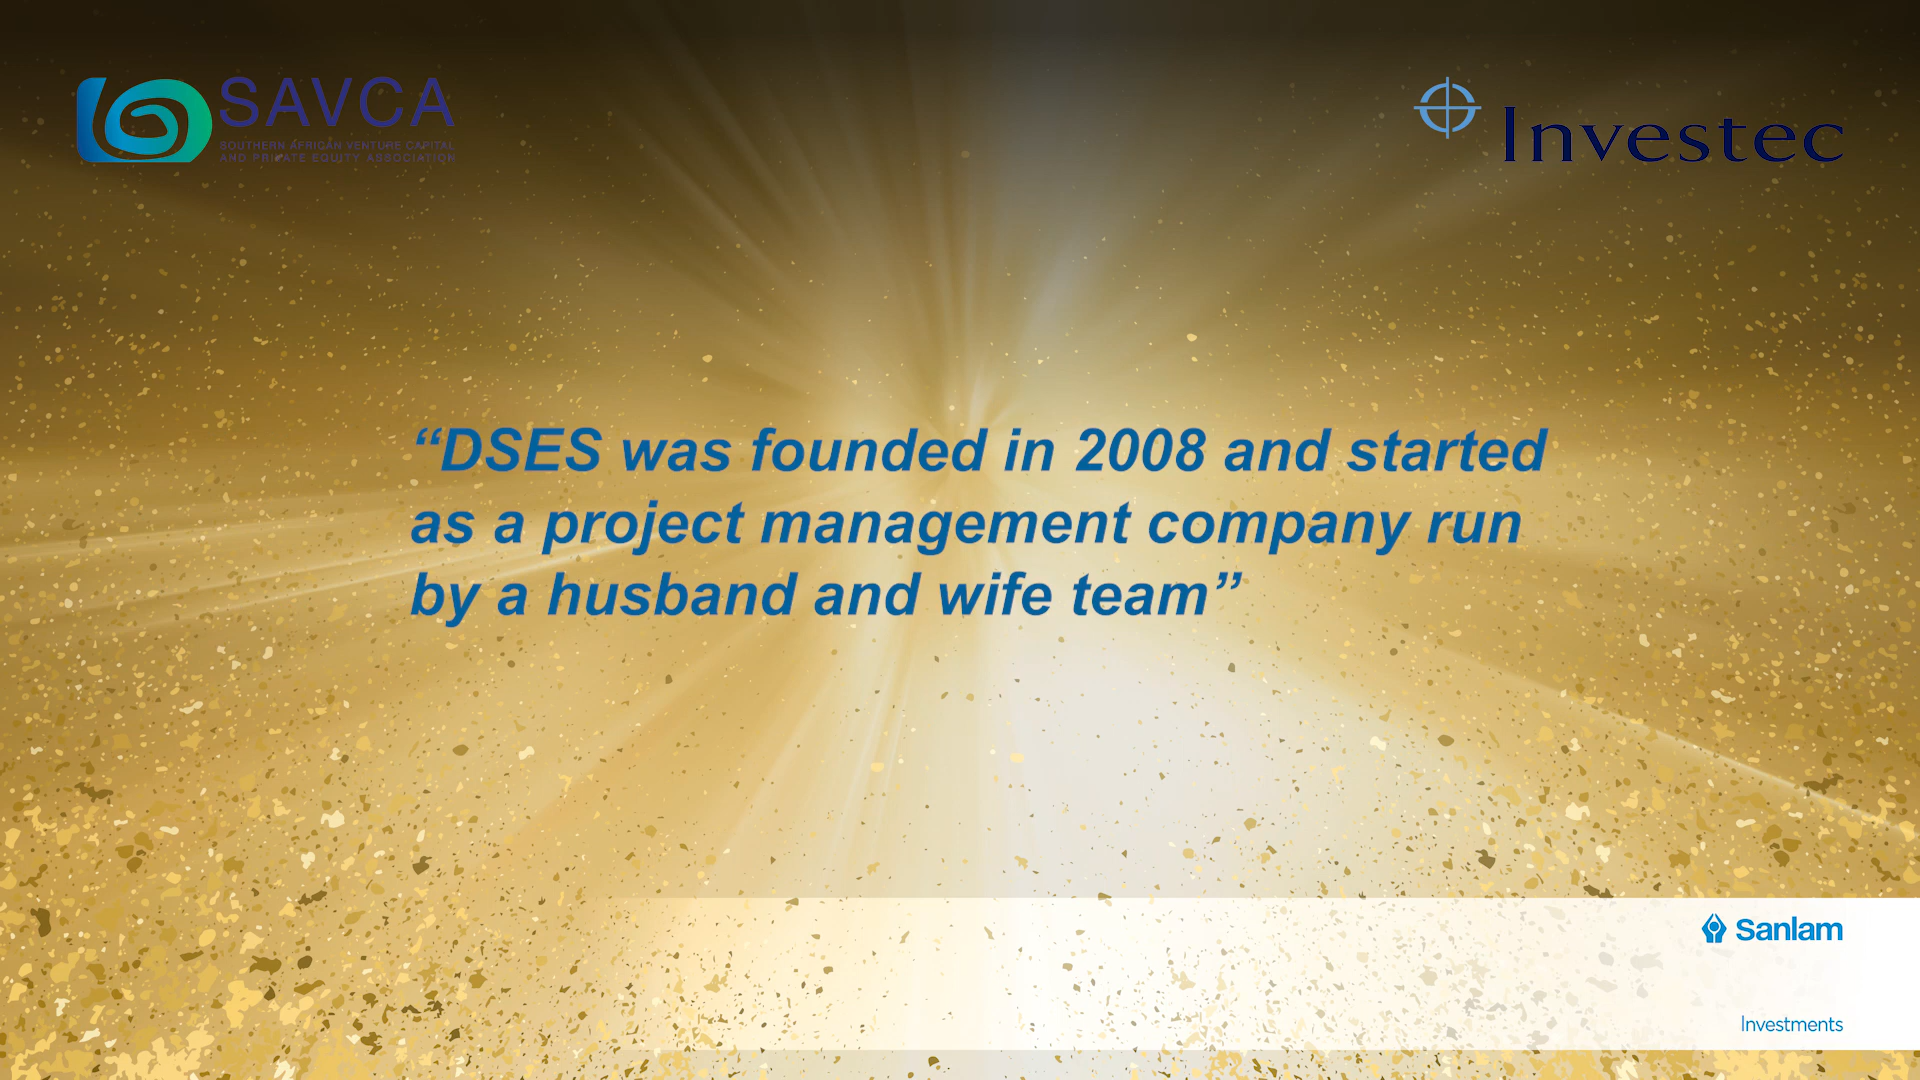 SAVCA
SOUTHERN AFRICAN VENTURE CAPITAL
AND PRIVATE EQUITY ASSOCIATION
Investec
“DSES was founded in 2008 and started
as a project management company run
by a husband and wife team”
Sanlam
Investments